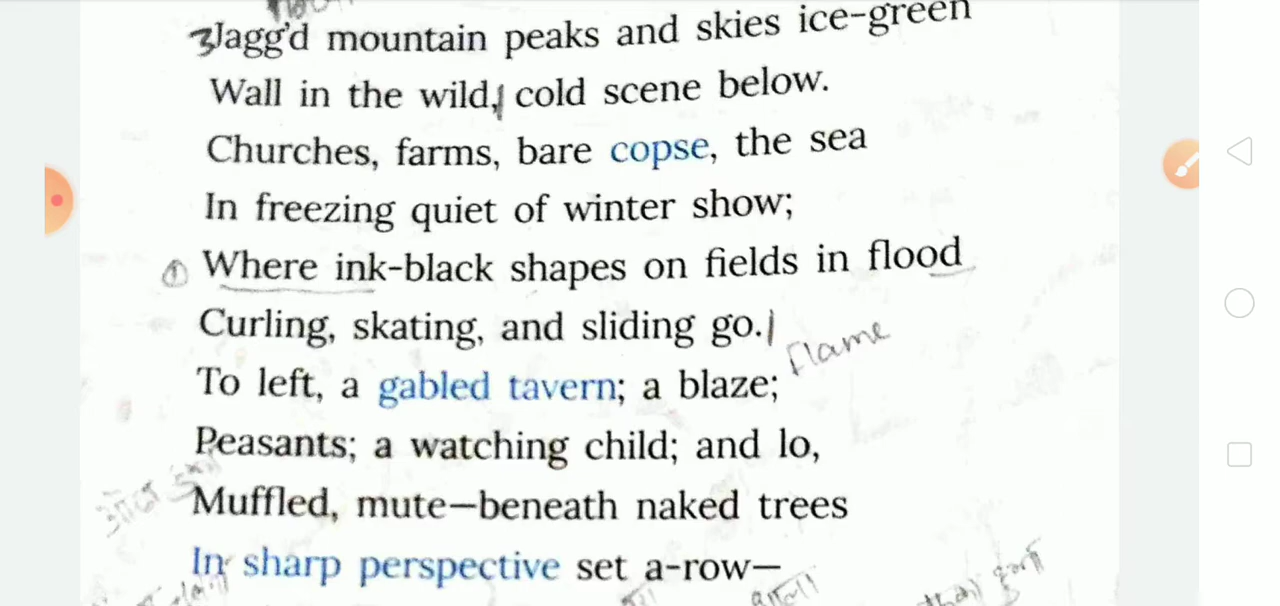 3 Jagg'd mountain peaks and skies ice-green
Wall in the wild, cold scene below.
Churches, farms, bare copse, the sea
In freezing quiet of winter show;
① Where ink-black shapes on fields in flood
Curling, skating, and sliding go.
flame
To left, a gabled tavern; a blaze;
Peasants; a watching child; and lo,
Muffled, mute—beneath naked trees
In sharp perspective set a-row—